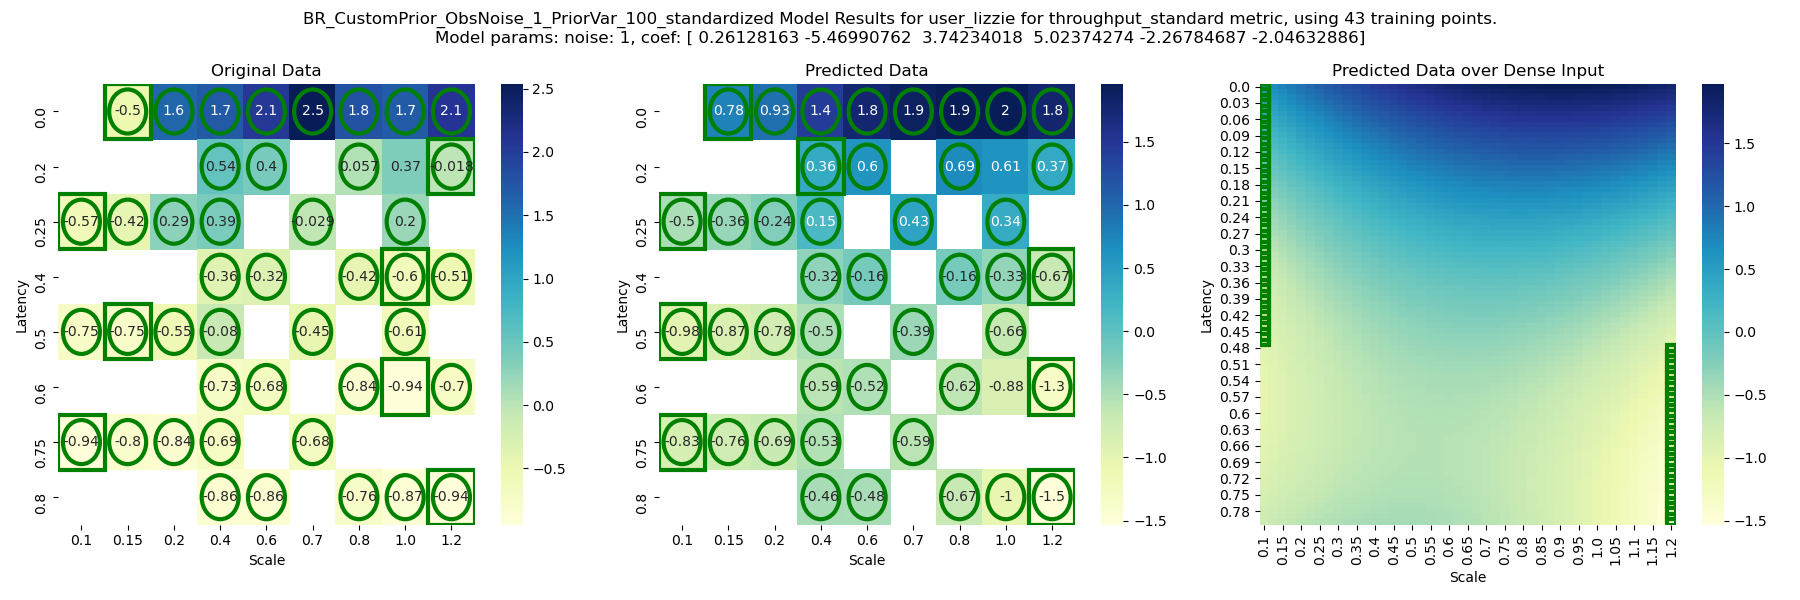 BR_CustomPrior_ObsNoise_1_PriorVar_100_standardized Model Results for user_lizzie for throughput_standard metric, using 43 training points.
Model params: noise: 1, coef: [ 0.26128163 -5.46990762  3.74234018  5.02374274 -2.26784687 -2.04632886]
Original Data
Latency
0.0 -0.5 1.6 1.7 2.1 2.5 1.8 1.7 2.1
0.2 0.54 0.4 0.057 0.37 -0.018
0.25 -0.57 -0.42 0.29 0.39 -0.029 0.2
0.4 -0.36 -0.32 -0.42 -0.6 -0.51
0.5 -0.75 -0.75 -0.55 -0.08 -0.45 -0.61
0.6 -0.73 -0.68 -0.84 -0.94 -0.7
0.75 -0.94 -0.8 -0.84 -0.69 -0.68
0.8 -0.86 -0.86 -0.76 -0.87 -0.94
0.1 0.15 0.2 0.4 0.6 0.7 0.8 1.0 1.2
Scale
2.5
2.0
1.5
1.0
0.5
0.0
−0.5
Predicted Data
Latency
0.78 0.93 1.4 1.8 1.9 1.9 2 1.8
0.36 0.6 0.69 0.61 0.37
-0.5 -0.36 -0.24 0.15 0.43 0.34
-0.32 -0.16 -0.16 -0.33 -0.67
-0.98 -0.87 -0.78 -0.5 -0.39 -0.66
-0.59 -0.52 -0.62 -0.88 -1.3
-0.83 -0.76 -0.69 -0.53 -0.59
-0.46 -0.48 -0.67 -1 -1.5
0.1 0.15 0.2 0.4 0.6 0.7 0.8 1.0 1.2
Scale
1.5
1.0
0.5
0.0
−0.5
−1.0
−1.5
Predicted Data over Dense Input
Latency
0.0
0.03
0.06
0.09
0.12
0.15
0.18
0.21
0.24
0.27
0.3
0.33
0.36
0.39
0.42
0.45
0.48
0.51
0.54
0.57
0.6
0.63
0.66
0.69
0.72
0.75
0.78
0.1 0.15 0.2 0.25 0.3 0.35 0.4 0.45 0.5 0.55 0.6 0.65 0.7 0.75 0.8 0.85 0.9 0.95 1.0 1.05 1.1 1.15 1.2
Scale
1.5
1.0
0.5
0.0
−0.5
−1.0
−1.5